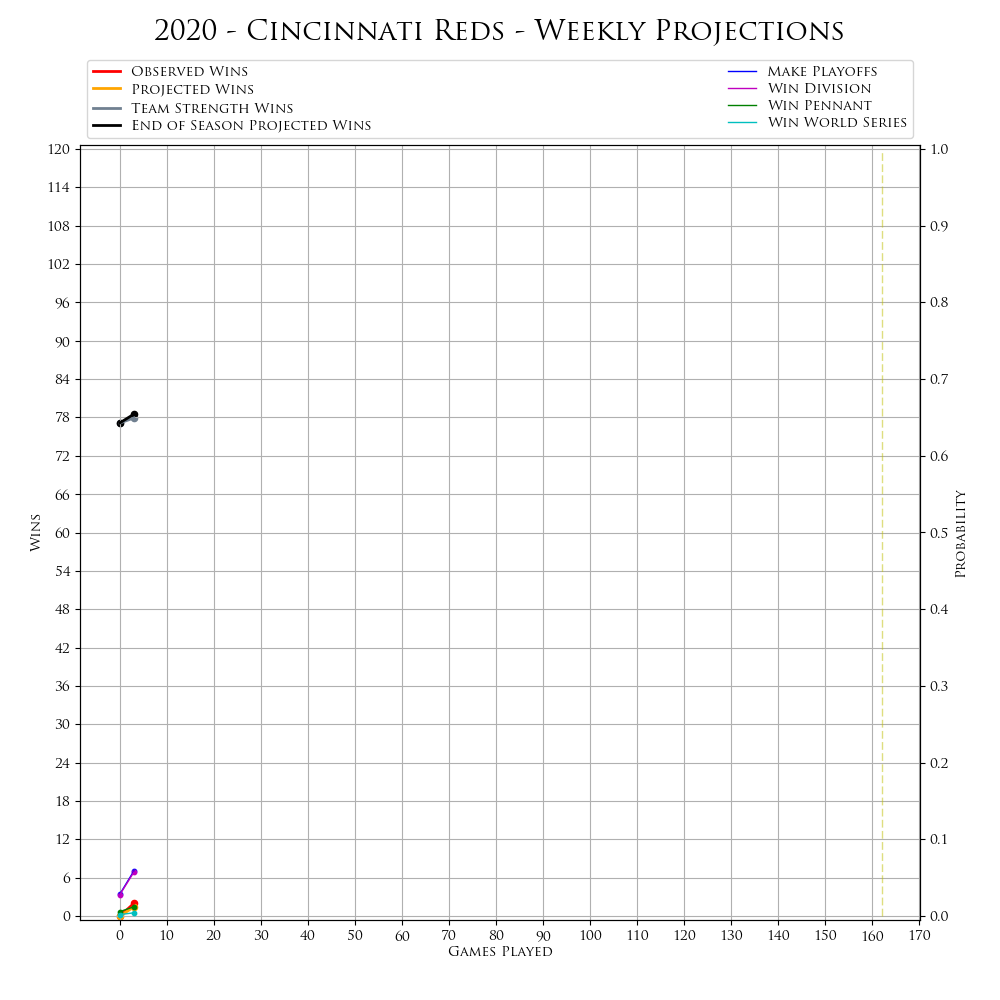 2020 - Cincinnati Reds - Weekly Projections
Observed Wins
Projected Wins
Team Strength Wins
End of Season Projected Wins
Make Playoffs
Win Division
Win Pennant
Win World Series
120
114
108
102
96
90
84
78
72
66
60
54
48
42
36
30
24
18
12
6
0
Wins
1.0
0.9
0.8
0.7
0.6
0.5
0.4
0.3
0.2
0.1
0.0
Probability
0 10 20 30 40 50 60 70 80 90 100 110 120 130 140 150 160 170
Games Played